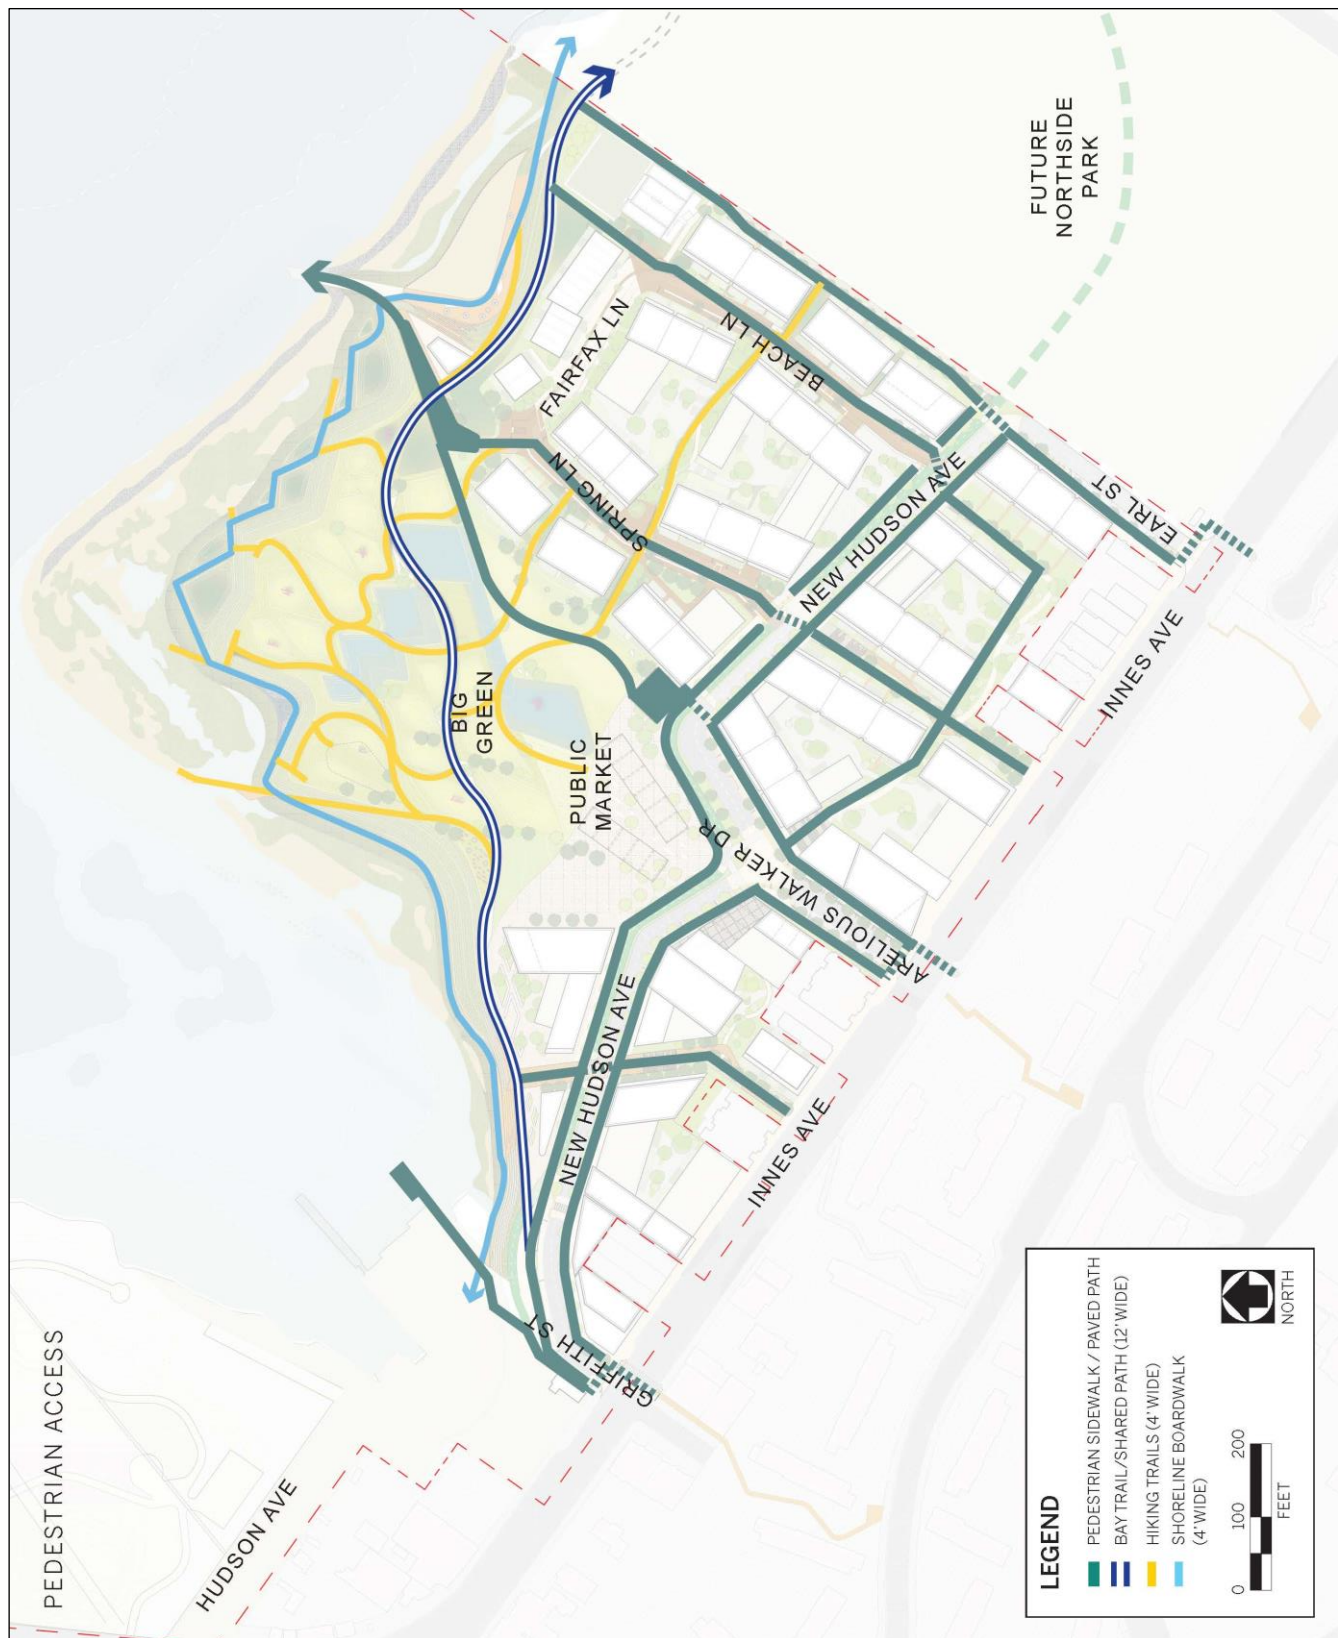 PEDESTRIAN ACCESS
HUDSON AVE
GRIFFITH ST
NEW HUDSON AVE
INNES AVE
ARELIOUS WALKER DR
PUBLIC
MARKET
BIG
GREEN
SPRING LN
FAIRFAX LN
BEACH LN
NEW HUDSON AVE
EARL ST
INNES AVE
FUTURE
NORTHSIDE
PARK
LEGEND
PEDESTRIAN SIDEWALK / PAVED PATH
BAY TRAIL/SHARED PATH (12' WIDE)
HIKING TRAILS (4' WIDE)
SHORELINE BOARDWALK
(4' WIDE)
0 100 200
FEET
NORTH